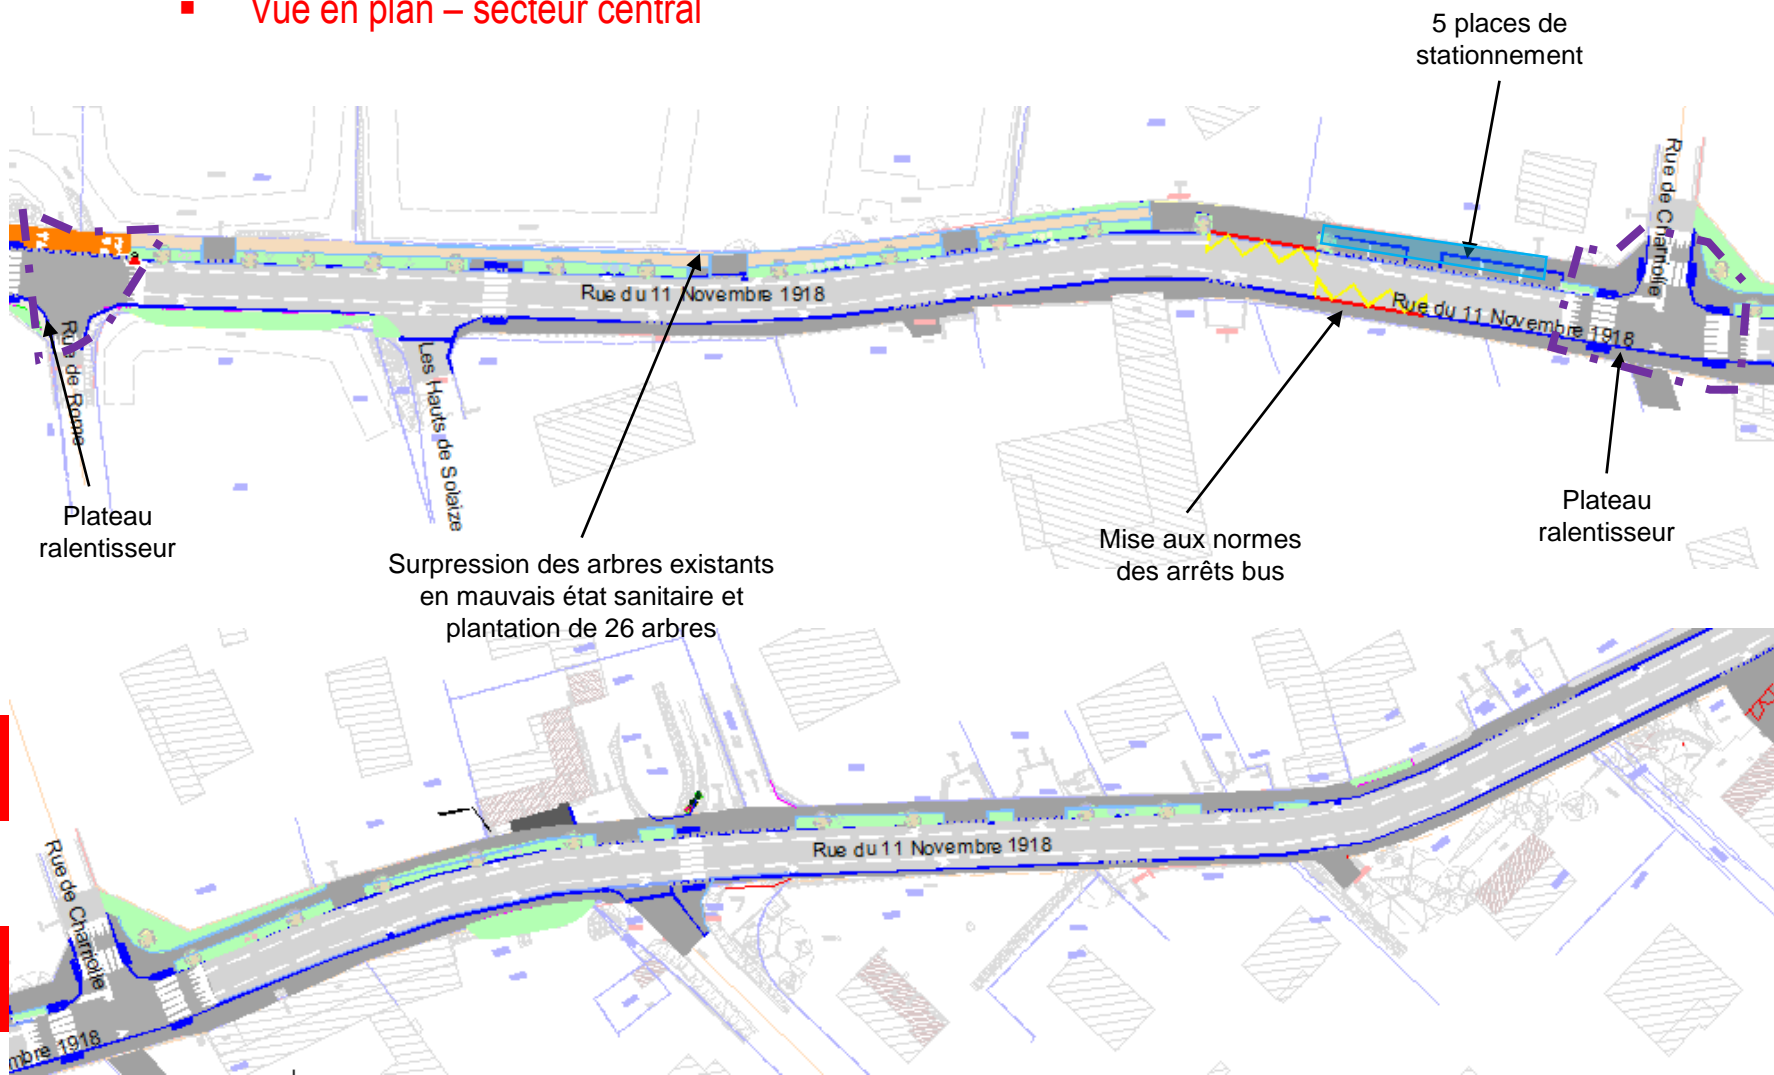 ▪ Vue en plan – secteur central
5 places de
stationnement
Rue de Charnolle
Rue du 11 Novembre 1918
Rue du 11 Novembre 1918
Rue de Rome
Les Hauts de Solaize
Plateau
ralentisseur
Surpression des arbres existants
en mauvais état sanitaire et
plantation de 26 arbres
Mise aux normes
des arrêts bus
Plateau
ralentisseur
Rue du 11 Novembre 1918
Rue de Charnolle
mbre 1918